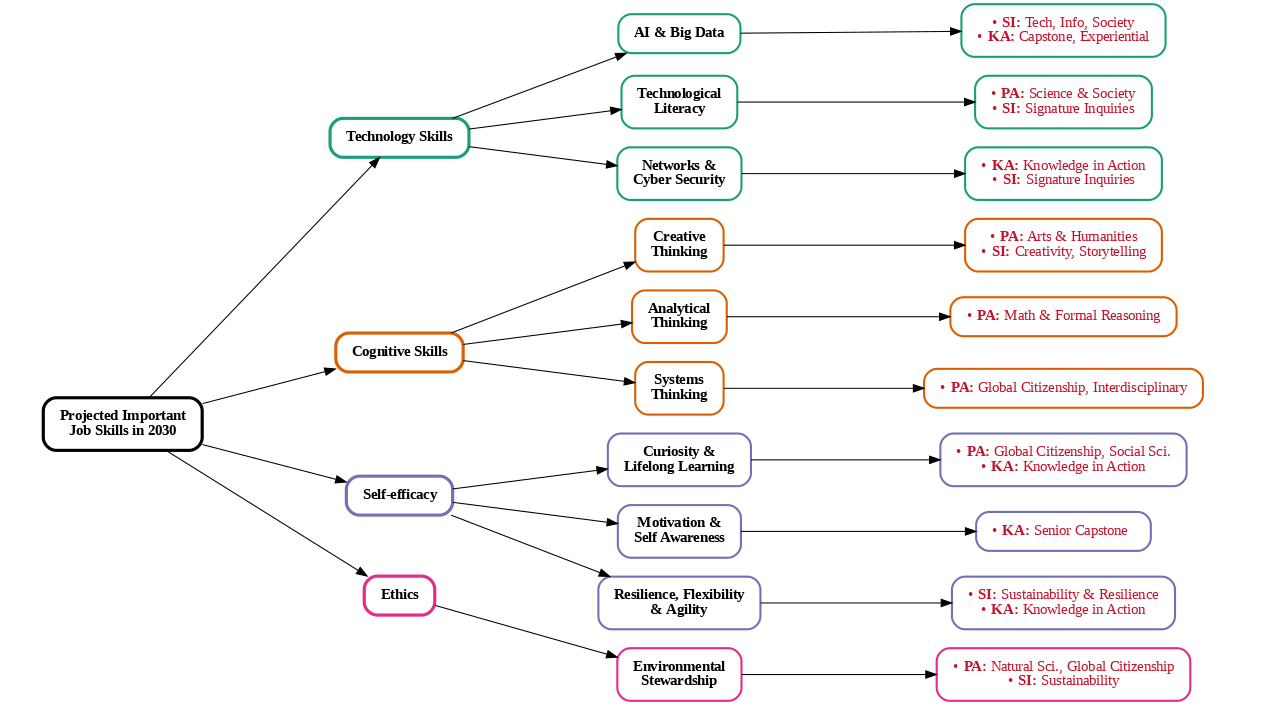 AI & Big Data
• SI: Tech, Info, Society
• KA: Capstone, Experiential
Technological
Literacy
• PA: Science & Society
• SI: Signature Inquiries
Technology Skills
Networks &
Cyber Security
• KA: Knowledge in Action
• SI: Signature Inquiries
Creative
Thinking
• PA: Arts & Humanities
• SI: Creativity, Storytelling
Analytical
Thinking
• PA: Math & Formal Reasoning
Cognitive Skills
Systems
Thinking
• PA: Global Citizenship, Interdisciplinary
Projected Important
Job Skills in 2030
Curiosity &
Lifelong Learning
• PA: Global Citizenship, Social Sci.
• KA: Knowledge in Action
Self-efficacy
Motivation &
Self Awareness
• KA: Senior Capstone
Resilience, Flexibility
& Agility
• SI: Sustainability & Resilience
• KA: Knowledge in Action
Ethics
Environmental
Stewardship
• PA: Natural Sci., Global Citizenship
• SI: Sustainability